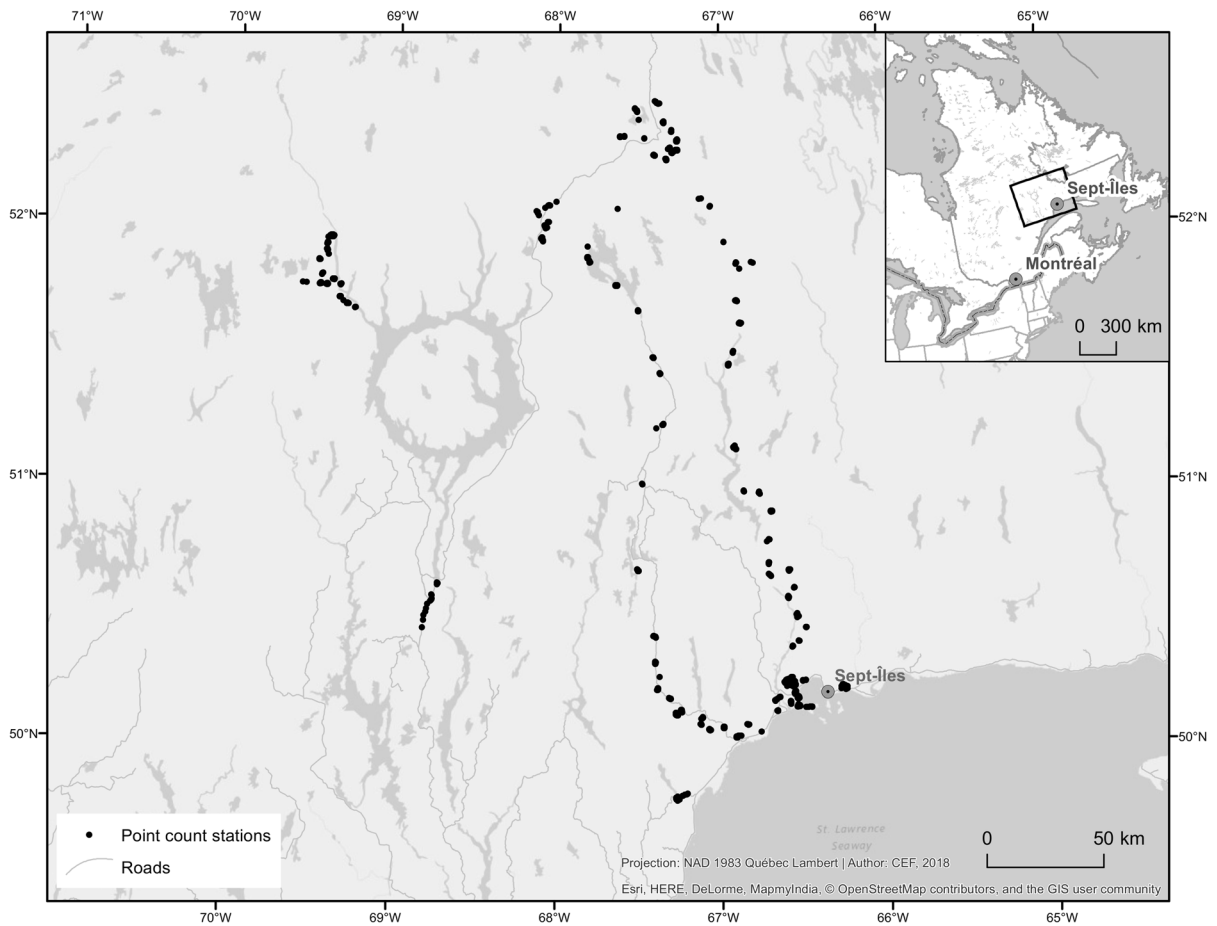 71°W 70°W 69°W 68°W 67°W 66°W 65°W
52°N
52°N
51°N
51°N
50°N
50°N
Sept-Îles
Montréal
0 300 km
Sept-Îles
Point count stations
Roads
St. Lawrence
Seaway
0 50 km
Projection: NAD 1983 Québec Lambert | Author: CEF, 2018
Esri, HERE, DeLorme, MapmyIndia, © OpenStreetMap contributors, and the GIS user community
70°W 69°W 68°W 67°W 66°W 65°W